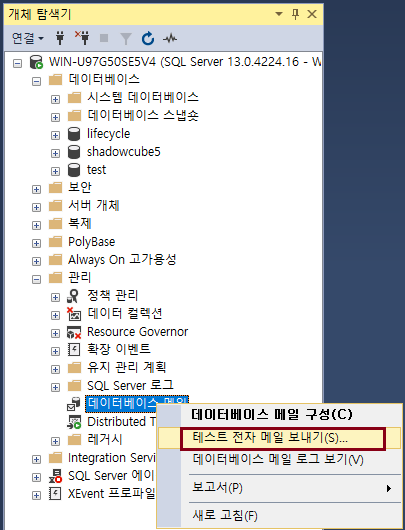 개체 탐색기
연결
WIN-U97G50SE5V4 (SQL Server 13.0.4224.16 - W
데이터베이스
시스템 데이터베이스
데이터베이스 스냅숏
lifecycle
shadowcube5
test
보안
서버 개체
복제
PolyBase
Always On 고가용성
관리
정책 관리
데이터 컬렉션
Resource Governor
확장 이벤트
유지 관리 계획
SQL Server 로그
데이터베이스 메일
데이터베이스 메일 구성(C)
Distributed T
테스트 전자 메일 보내기(S)...
레거시
데이터베이스 메일 로그 보기(V)
Integration Servi
SQL Server 에이
보고서(P)
XEvent 프로파일
새로 고침(F)